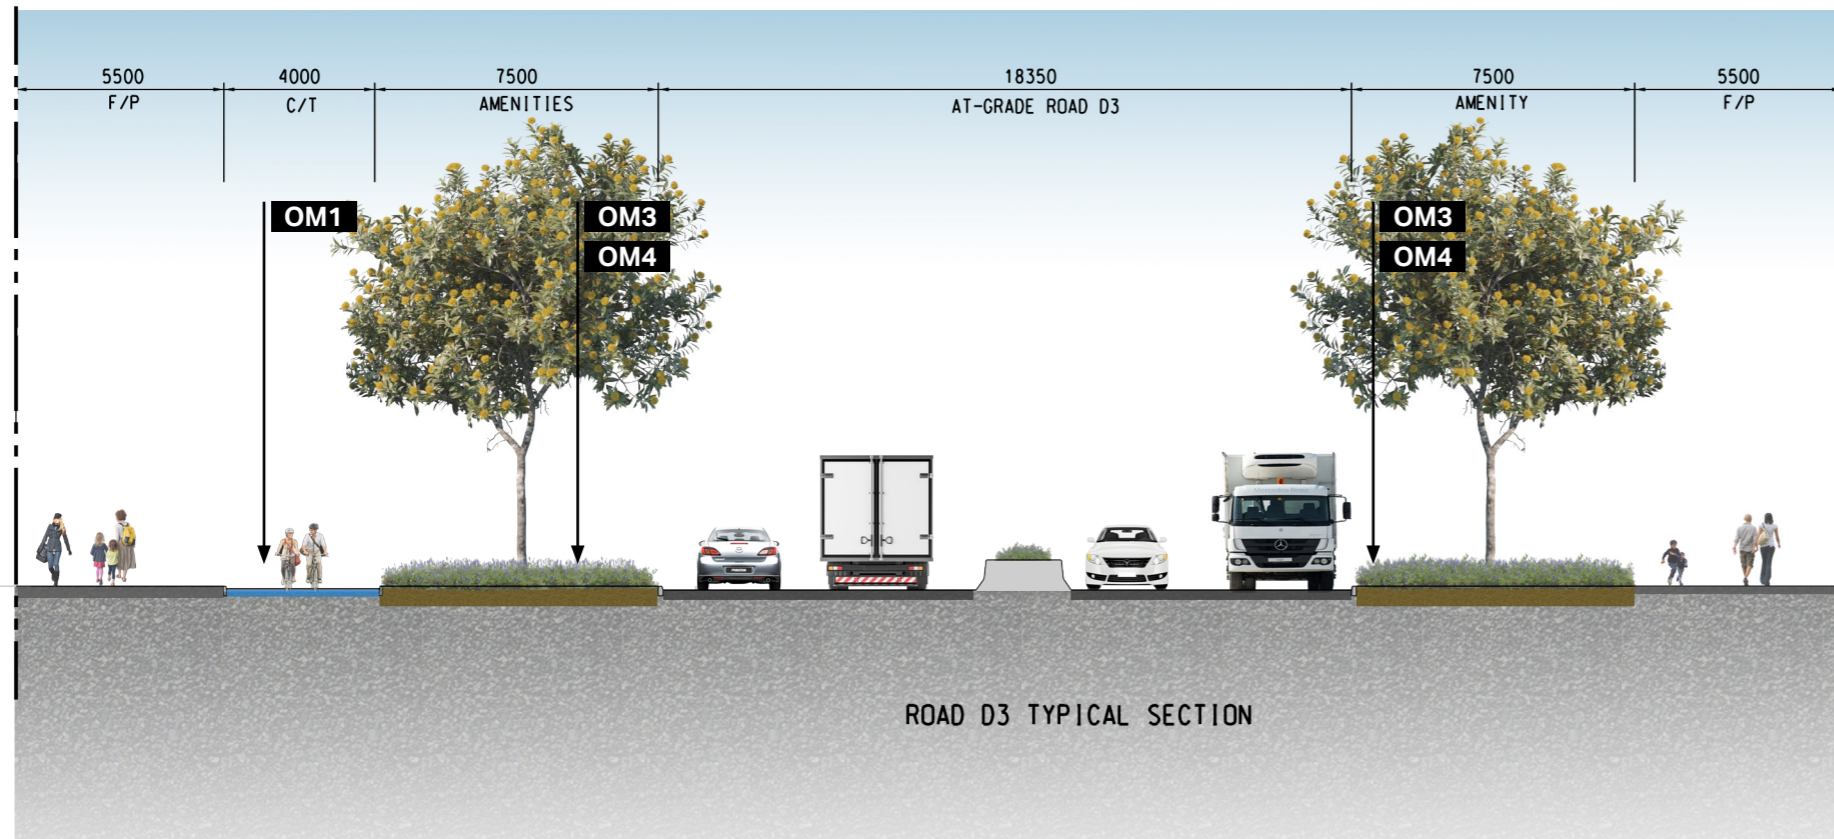 5500
F/P
4000
C/T
7500
AMENITIES
18350
AT-GRADE ROAD D3
7500
AMENITY
5500
F/P
OM1
OM3
OM4
OM3
OM4
ROAD D3 TYPICAL SECTION